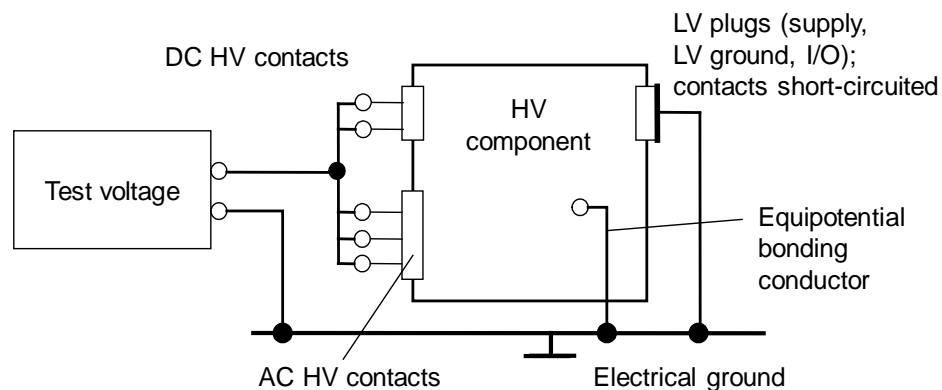 LV plugs (supply,
LV ground, I/O);
contacts short-circuited
DC HV contacts
HV
component
Test voltage
Equipotential
bonding
conductor
AC HV contacts
Electrical ground